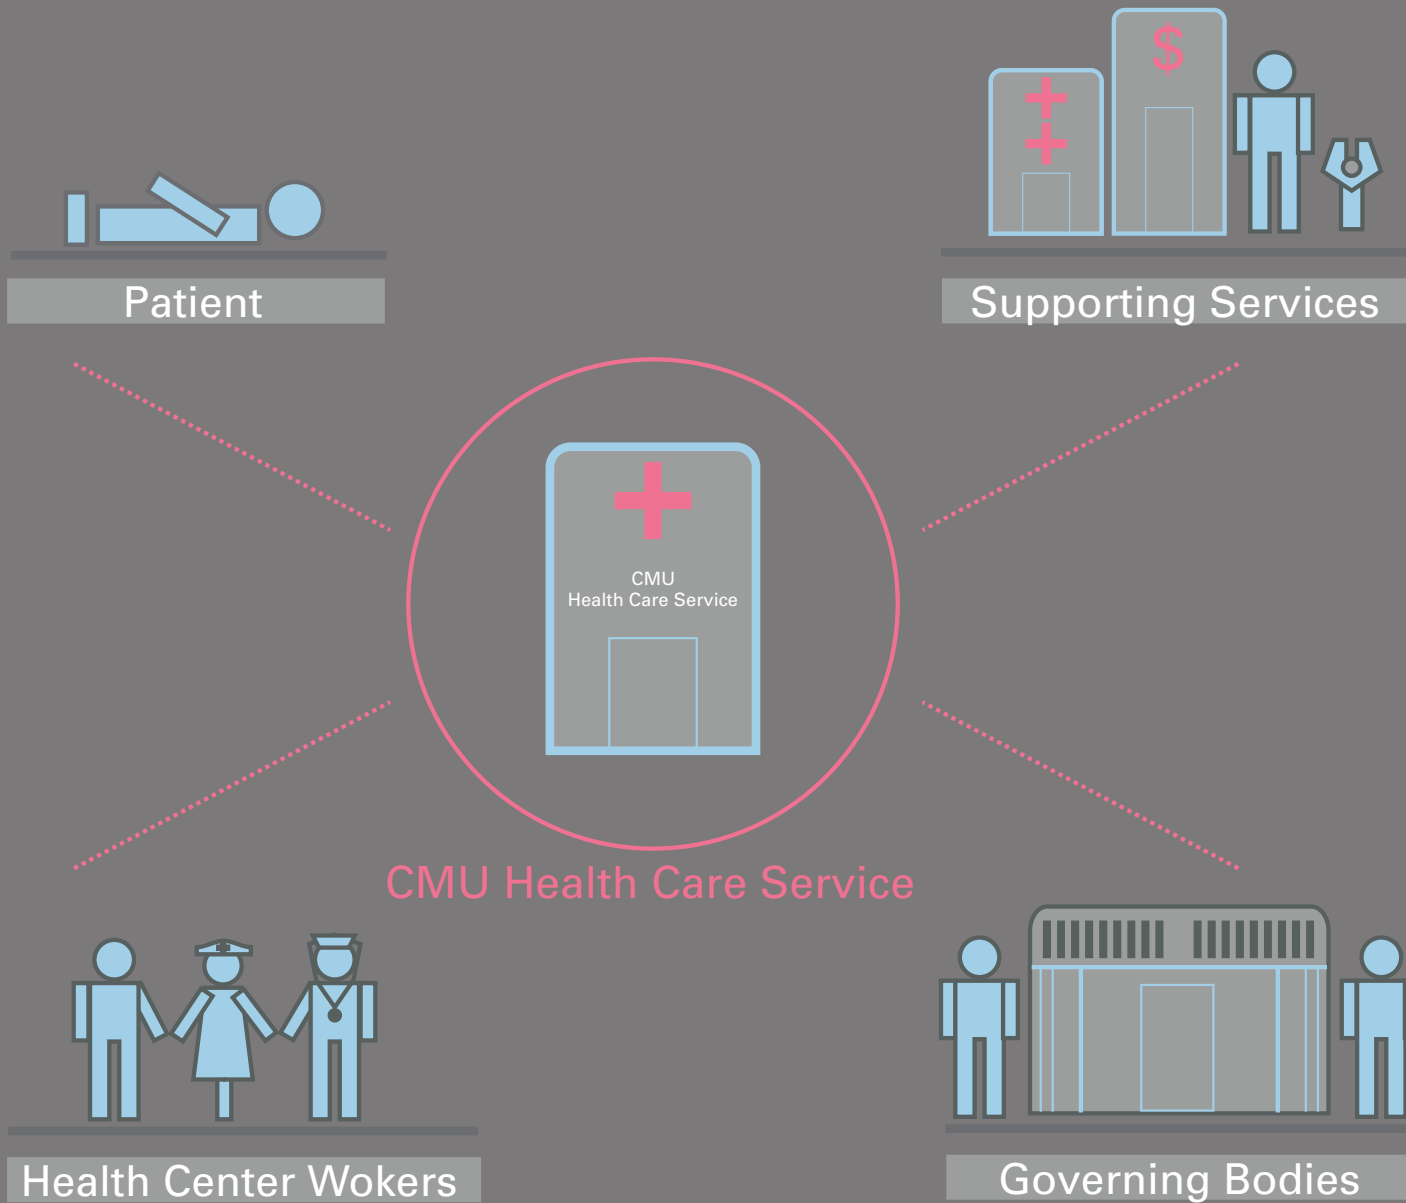 $
Patient
Supporting Services
CMU
Health Care Service
CMU Health Care Service
Health Center Wokers
Governing Bodies